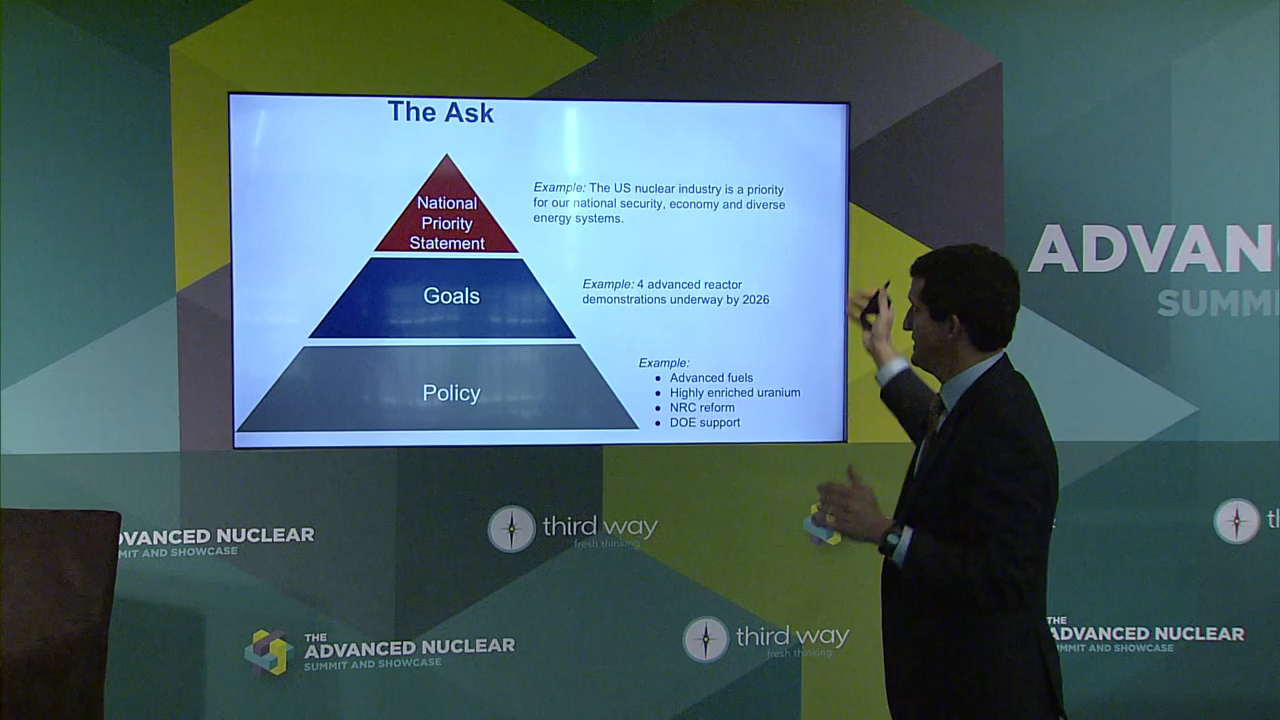 The Ask
National
Priority
Statement
Example: The US nuclear industry is a priority
for our national security, economy and diverse
energy systems.
Goals
Example: 4 advanced reactor
demonstrations underway by 2026
Policy
Example:
• Advanced fuels
• Highly enriched uranium
• NRC reform
• DOE support
ADVAN
SUMMI
DVANCED NUCLEAR
MMIT AND SHOWCASE
third way
fresh thinking
THE
ADVANCED NUCLEAR
SUMMIT AND SHOWCASE
third way
fresh thinking
THE
ADVANCED NUCLEAR
SUMMIT AND SHOWCASE